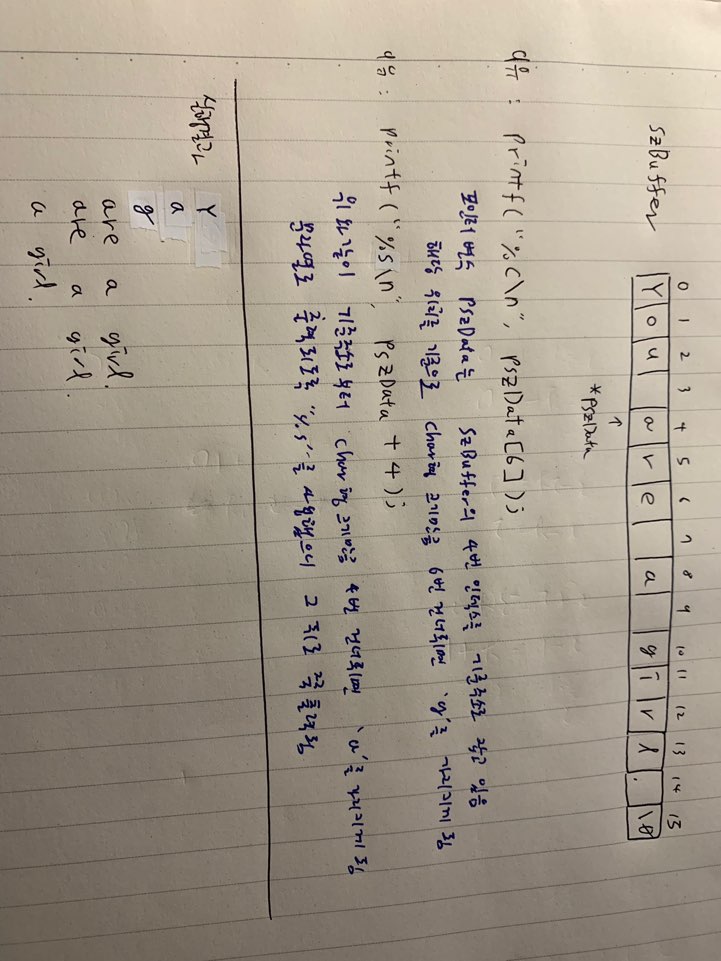 0 1 2 3 4 5 6 7 8 9 10 11 12 13 14 15
szBuffer Y o u a r e a g i r l . \0
↑
*pszData
이유 : printf("%c\n", pszData[6]);
포인터 변수 pszData는 szBuffer의 4번 인덱스를 기준주소로 잡고 있음
해당 위치를 기준으로 char형 크기만큼 6번 건너뛰면 'g'를 가리키게 됨
이유 : printf("%s\n", pszData + 4);
위와 같이 기준주소로부터 char형 크기만큼 4번 건너뛰면 'a'를 가리키게 됨
문자열로 출력되도록 "%s"를 사용했으니 그 뒤로 쭉 출력됨
실행결과 Y
a
g
are a girl.
are a girl.
a girl.